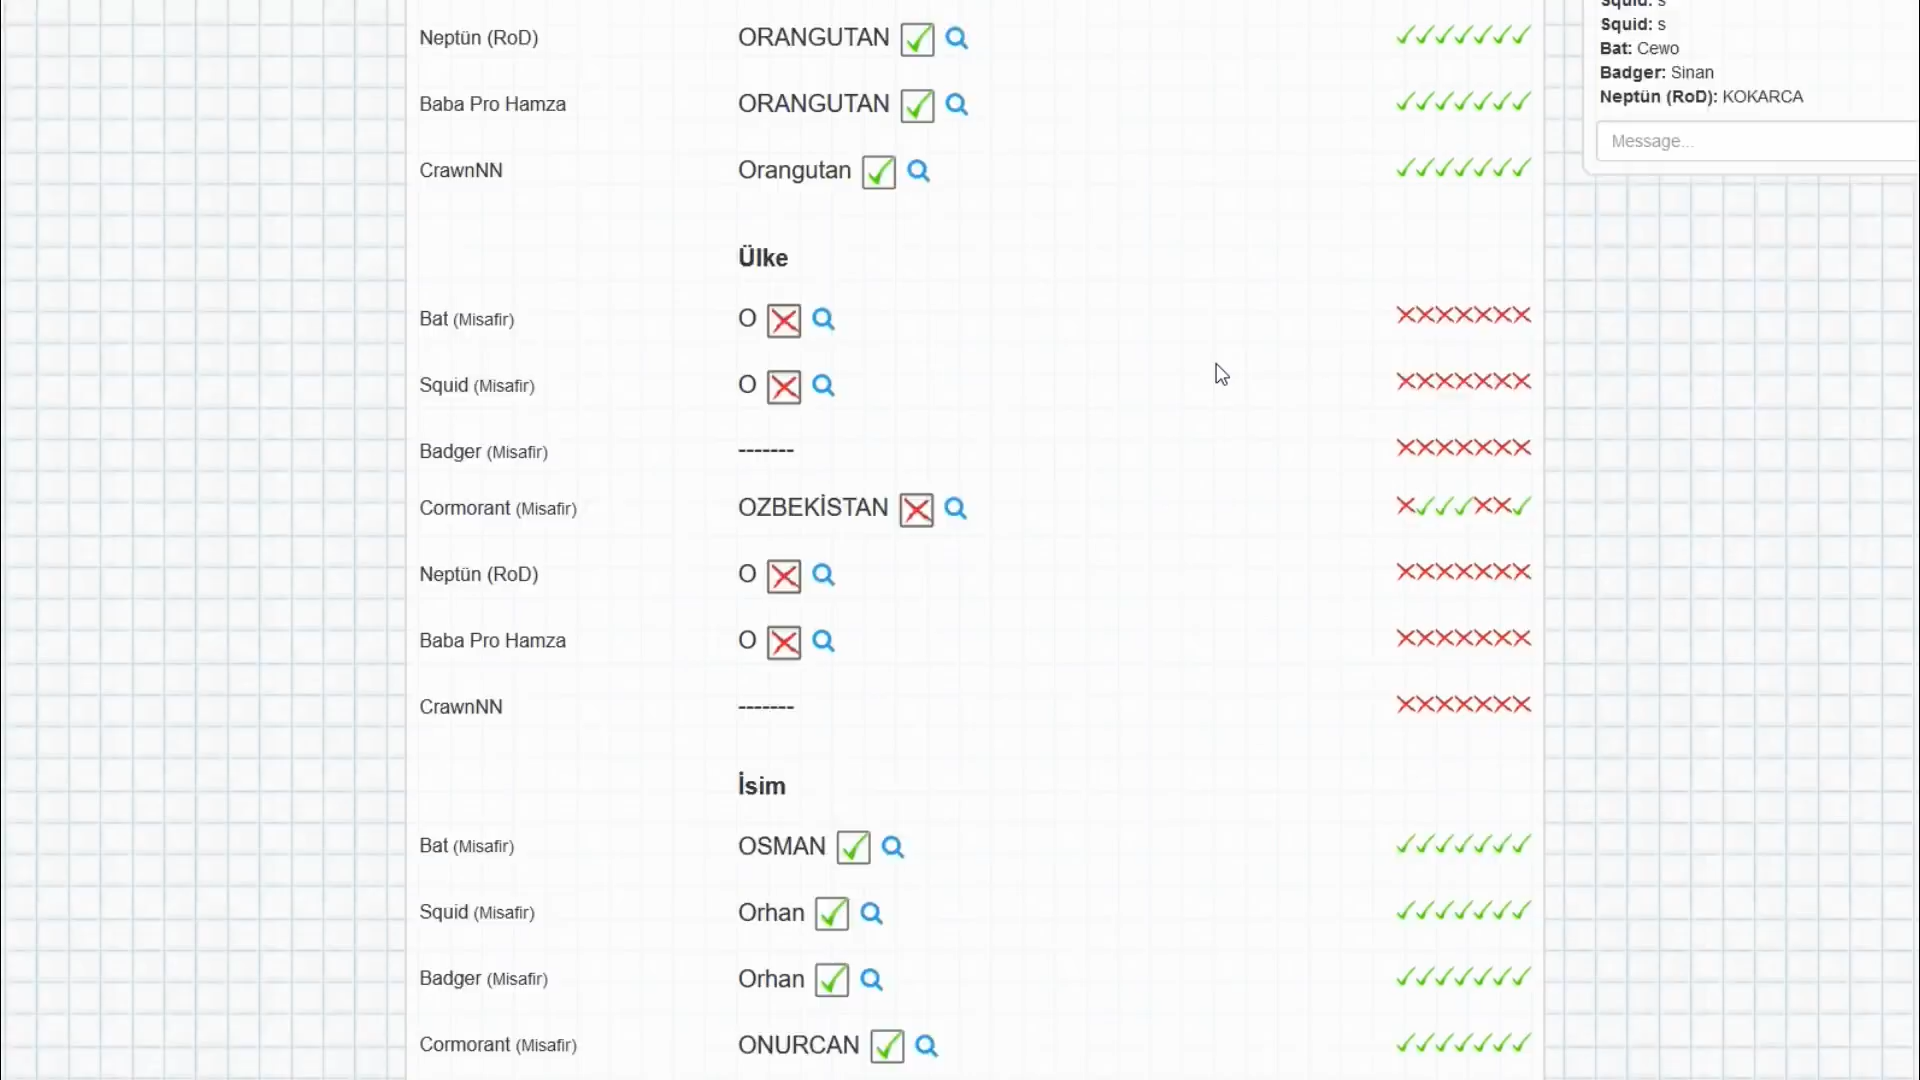 Neptün (RoD) ORANGUTAN
Baba Pro Hamza ORANGUTAN
CrawnNN Orangutan
Ülke
Bat (Misafir) O
Squid (Misafir) O
Badger (Misafir) -------
Cormorant (Misafir) OZBEKİSTAN
Neptün (RoD) O
Baba Pro Hamza O
CrawnNN -------
İsim
Bat (Misafir) OSMAN
Squid (Misafir) Orhan
Badger (Misafir) Orhan
Cormorant (Misafir) ONURCAN
Squid: s
Squid: s
Bat: Cewo
Badger: Sinan
Neptün (RoD): KOKARCA
Message...